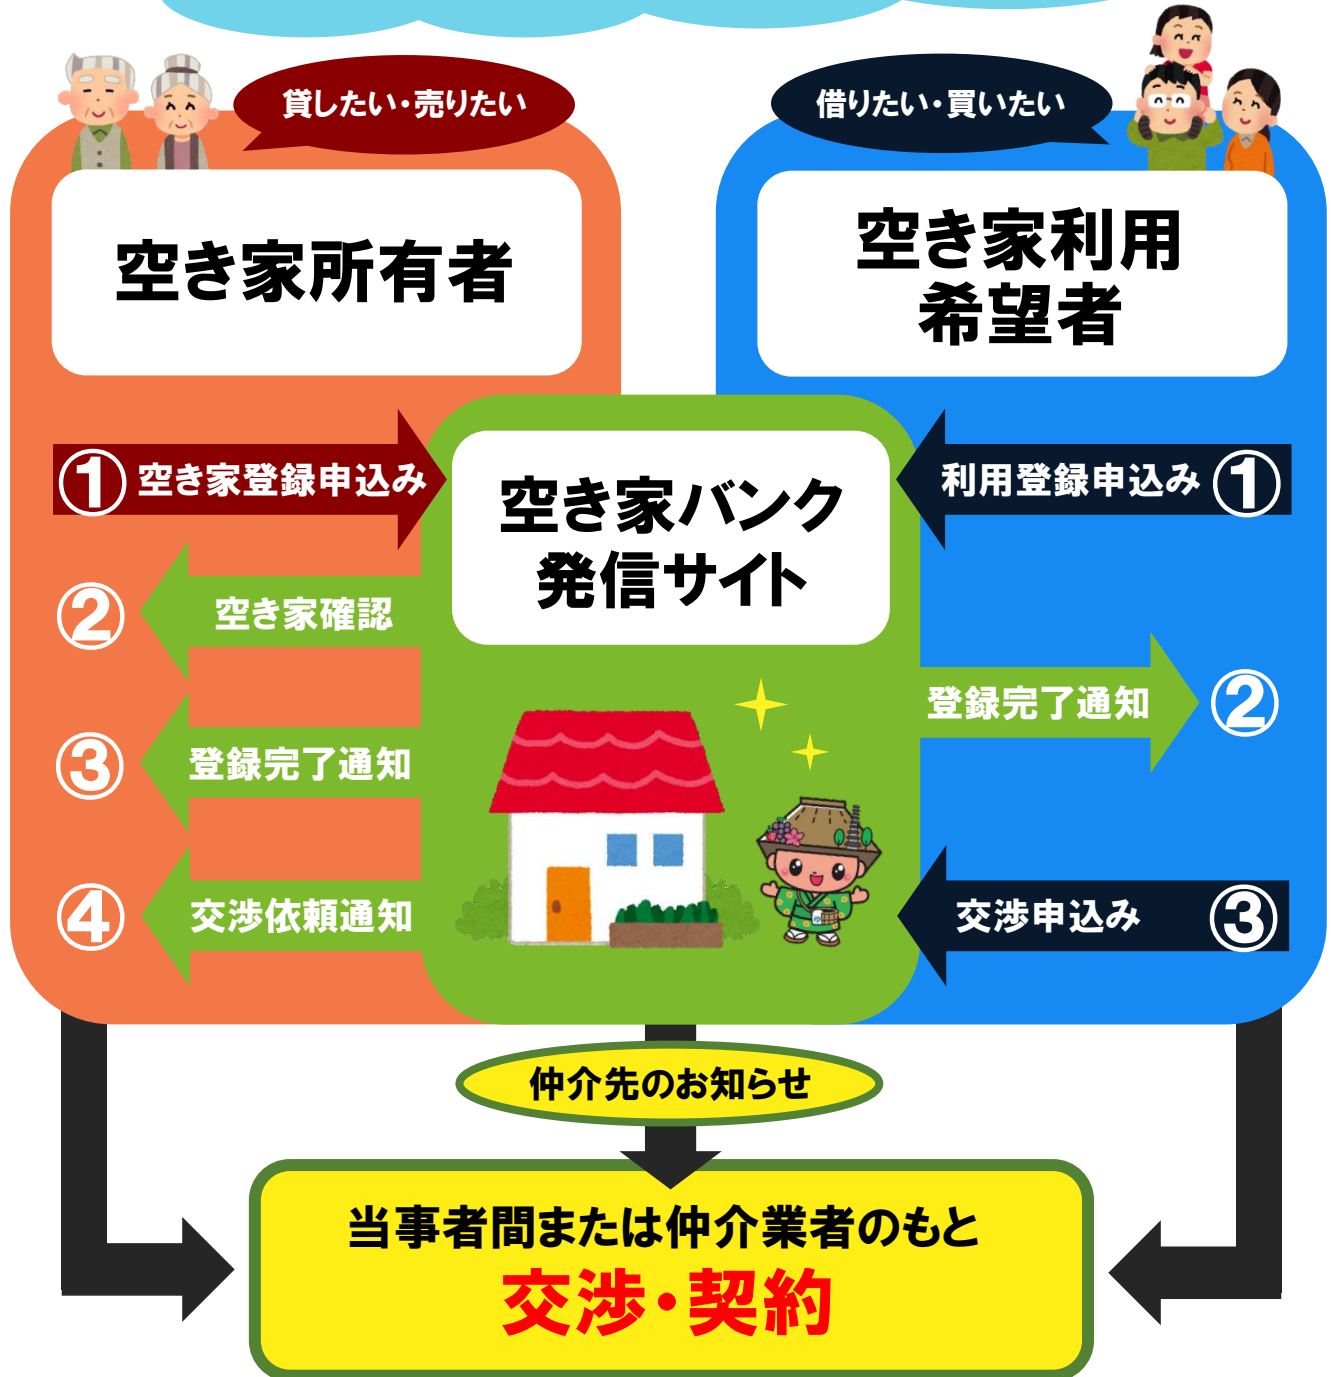 貸したい・売りたい
借りたい・買いたい
空き家所有者
空き家利用
希望者
① 空き家登録申込み
② 空き家確認
③ 登録完了通知
④ 交渉依頼通知
空き家バンク
発信サイト
利用登録申込み ①
登録完了通知 ②
交渉申込み ③
仲介先のお知らせ
当事者間または仲介業者のもと
交渉・契約